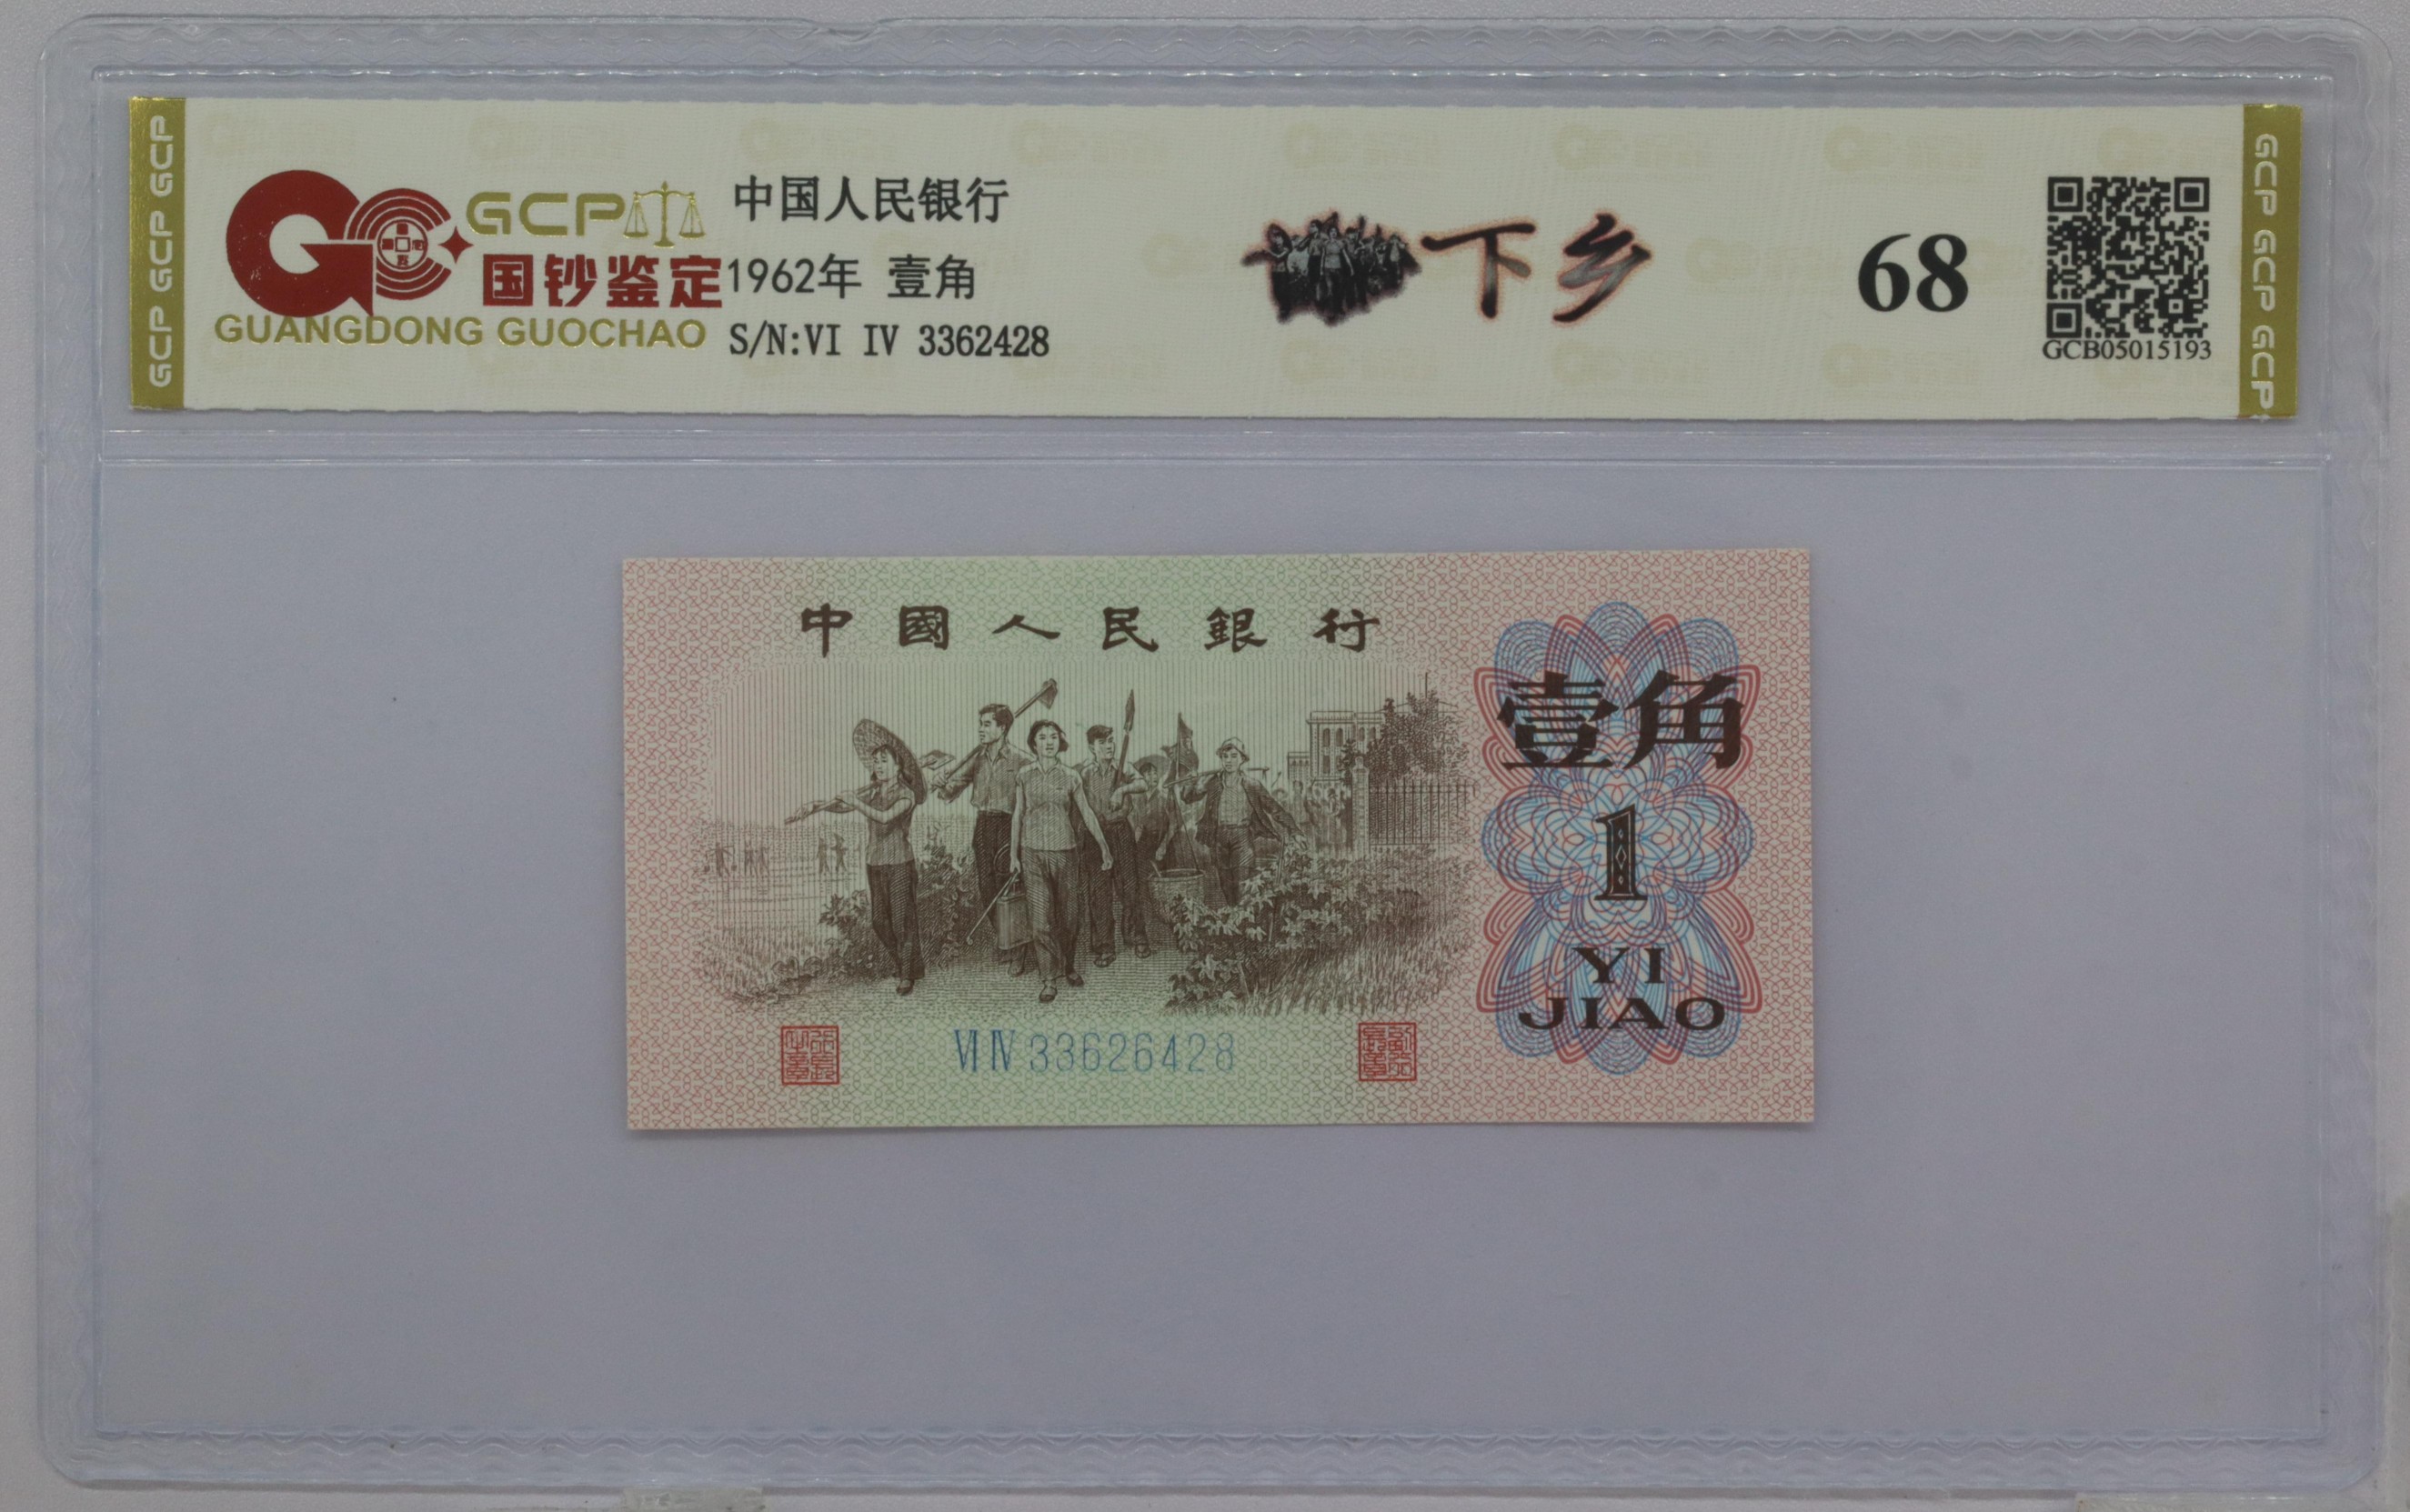 GCP GCP GCP
GCP
国钞鉴定
GUANGDONG GUOCHAO
中国人民银行
1962年 壹角
S/N:VI IV 3362428
下乡
68
GCB05015193
GCP GCP GCP
中國人民銀行
壹角
1
YI
JIAO
VI IV 33626428